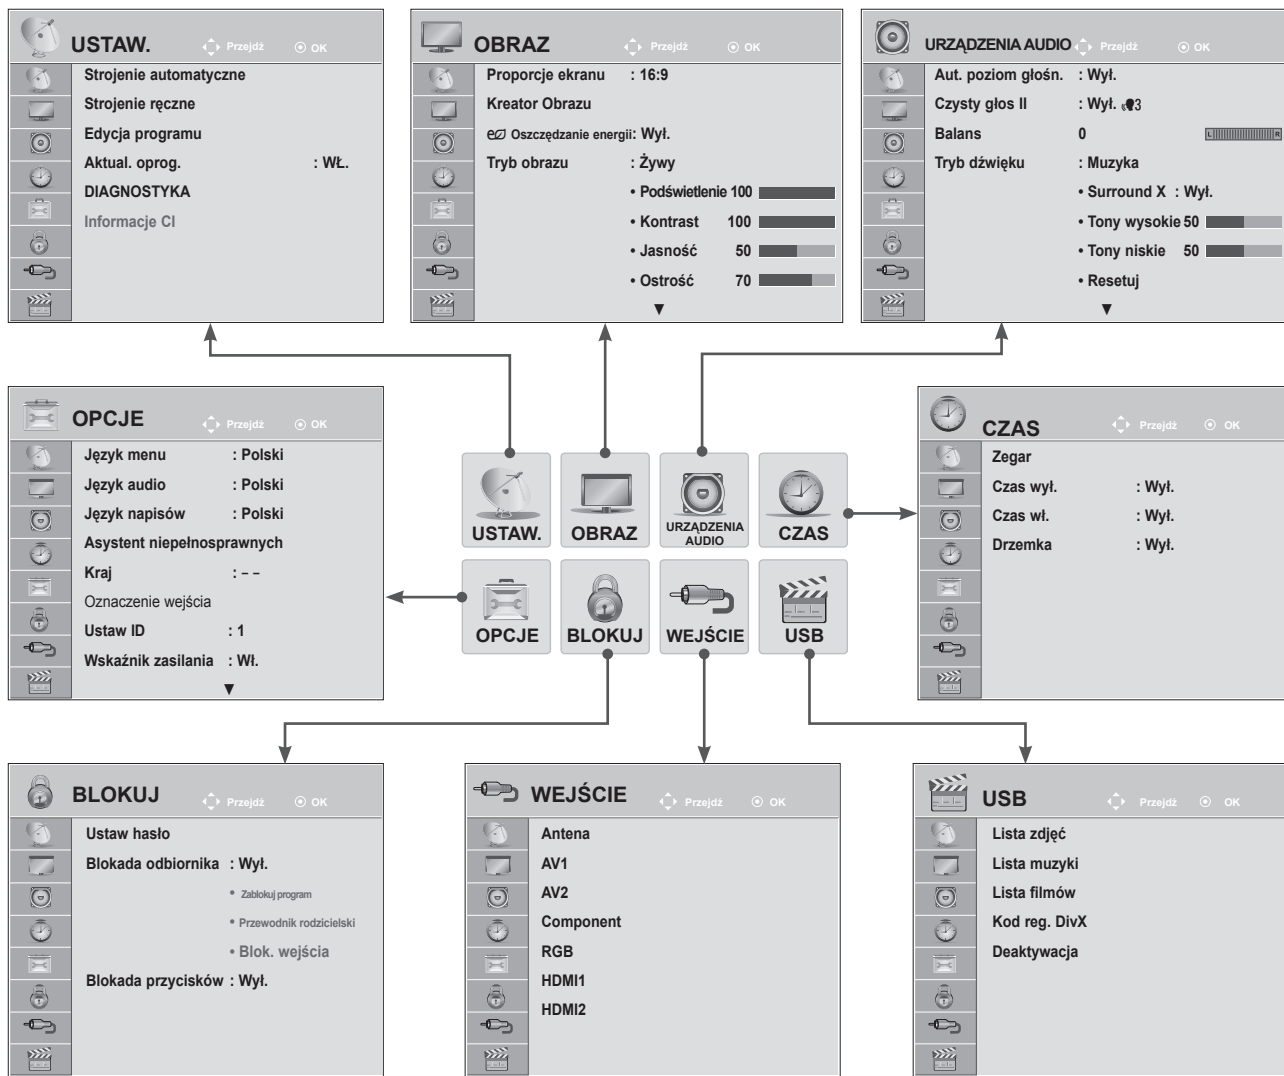 USTAW. Przejdź OK
Strojenie automatyczne
Strojenie ręczne
Edycja programu
Aktual. oprog. : WŁ.
DIAGNOSTYKA
Informacje CI
OBRAZ Przejdź OK
Proporcje ekranu : 16:9
Kreator Obrazu
Oszczędzanie energii: Wył.
Tryb obrazu : Żywy
• Podświetlenie 100
• Kontrast 100
• Jasność 50
• Ostrość 70
▼
URZĄDZENIA AUDIO Przejdź OK
Aut. poziom głośn. : Wył.
Czysty głos II : Wył. 3
Balans 0 L R
Tryb dźwięku : Muzyka
• Surround X : Wył.
• Tony wysokie 50
• Tony niskie 50
• Resetuj
▼
OPCJE Przejdź OK
Język menu : Polski
Język audio : Polski
Język napisów : Polski
Asystent niepełnosprawnych
Kraj : – –
Oznaczenie wejścia
Ustaw ID : 1
Wskaźnik zasilania : Wł.
▼
USTAW.
OBRAZ
URZĄDZENIA
AUDIO
CZAS
OPCJE
BLOKUJ
WEJŚCIE
USB
CZAS Przejdź OK
Zegar
Czas wył. : Wył.
Czas wł. : Wył.
Drzemka : Wył.
BLOKUJ Przejdź OK
Ustaw hasło
Blokada odbiornika : Wył.
• Zablokuj program
• Przewodnik rodzicielski
• Blok. wejścia
Blokada przycisków : Wył.
WEJŚCIE Przejdź OK
Antena
AV1
AV2
Component
RGB
HDMI1
HDMI2
USB Przejdź OK
Lista zdjęć
Lista muzyki
Lista filmów
Kod reg. DivX
Deaktywacja